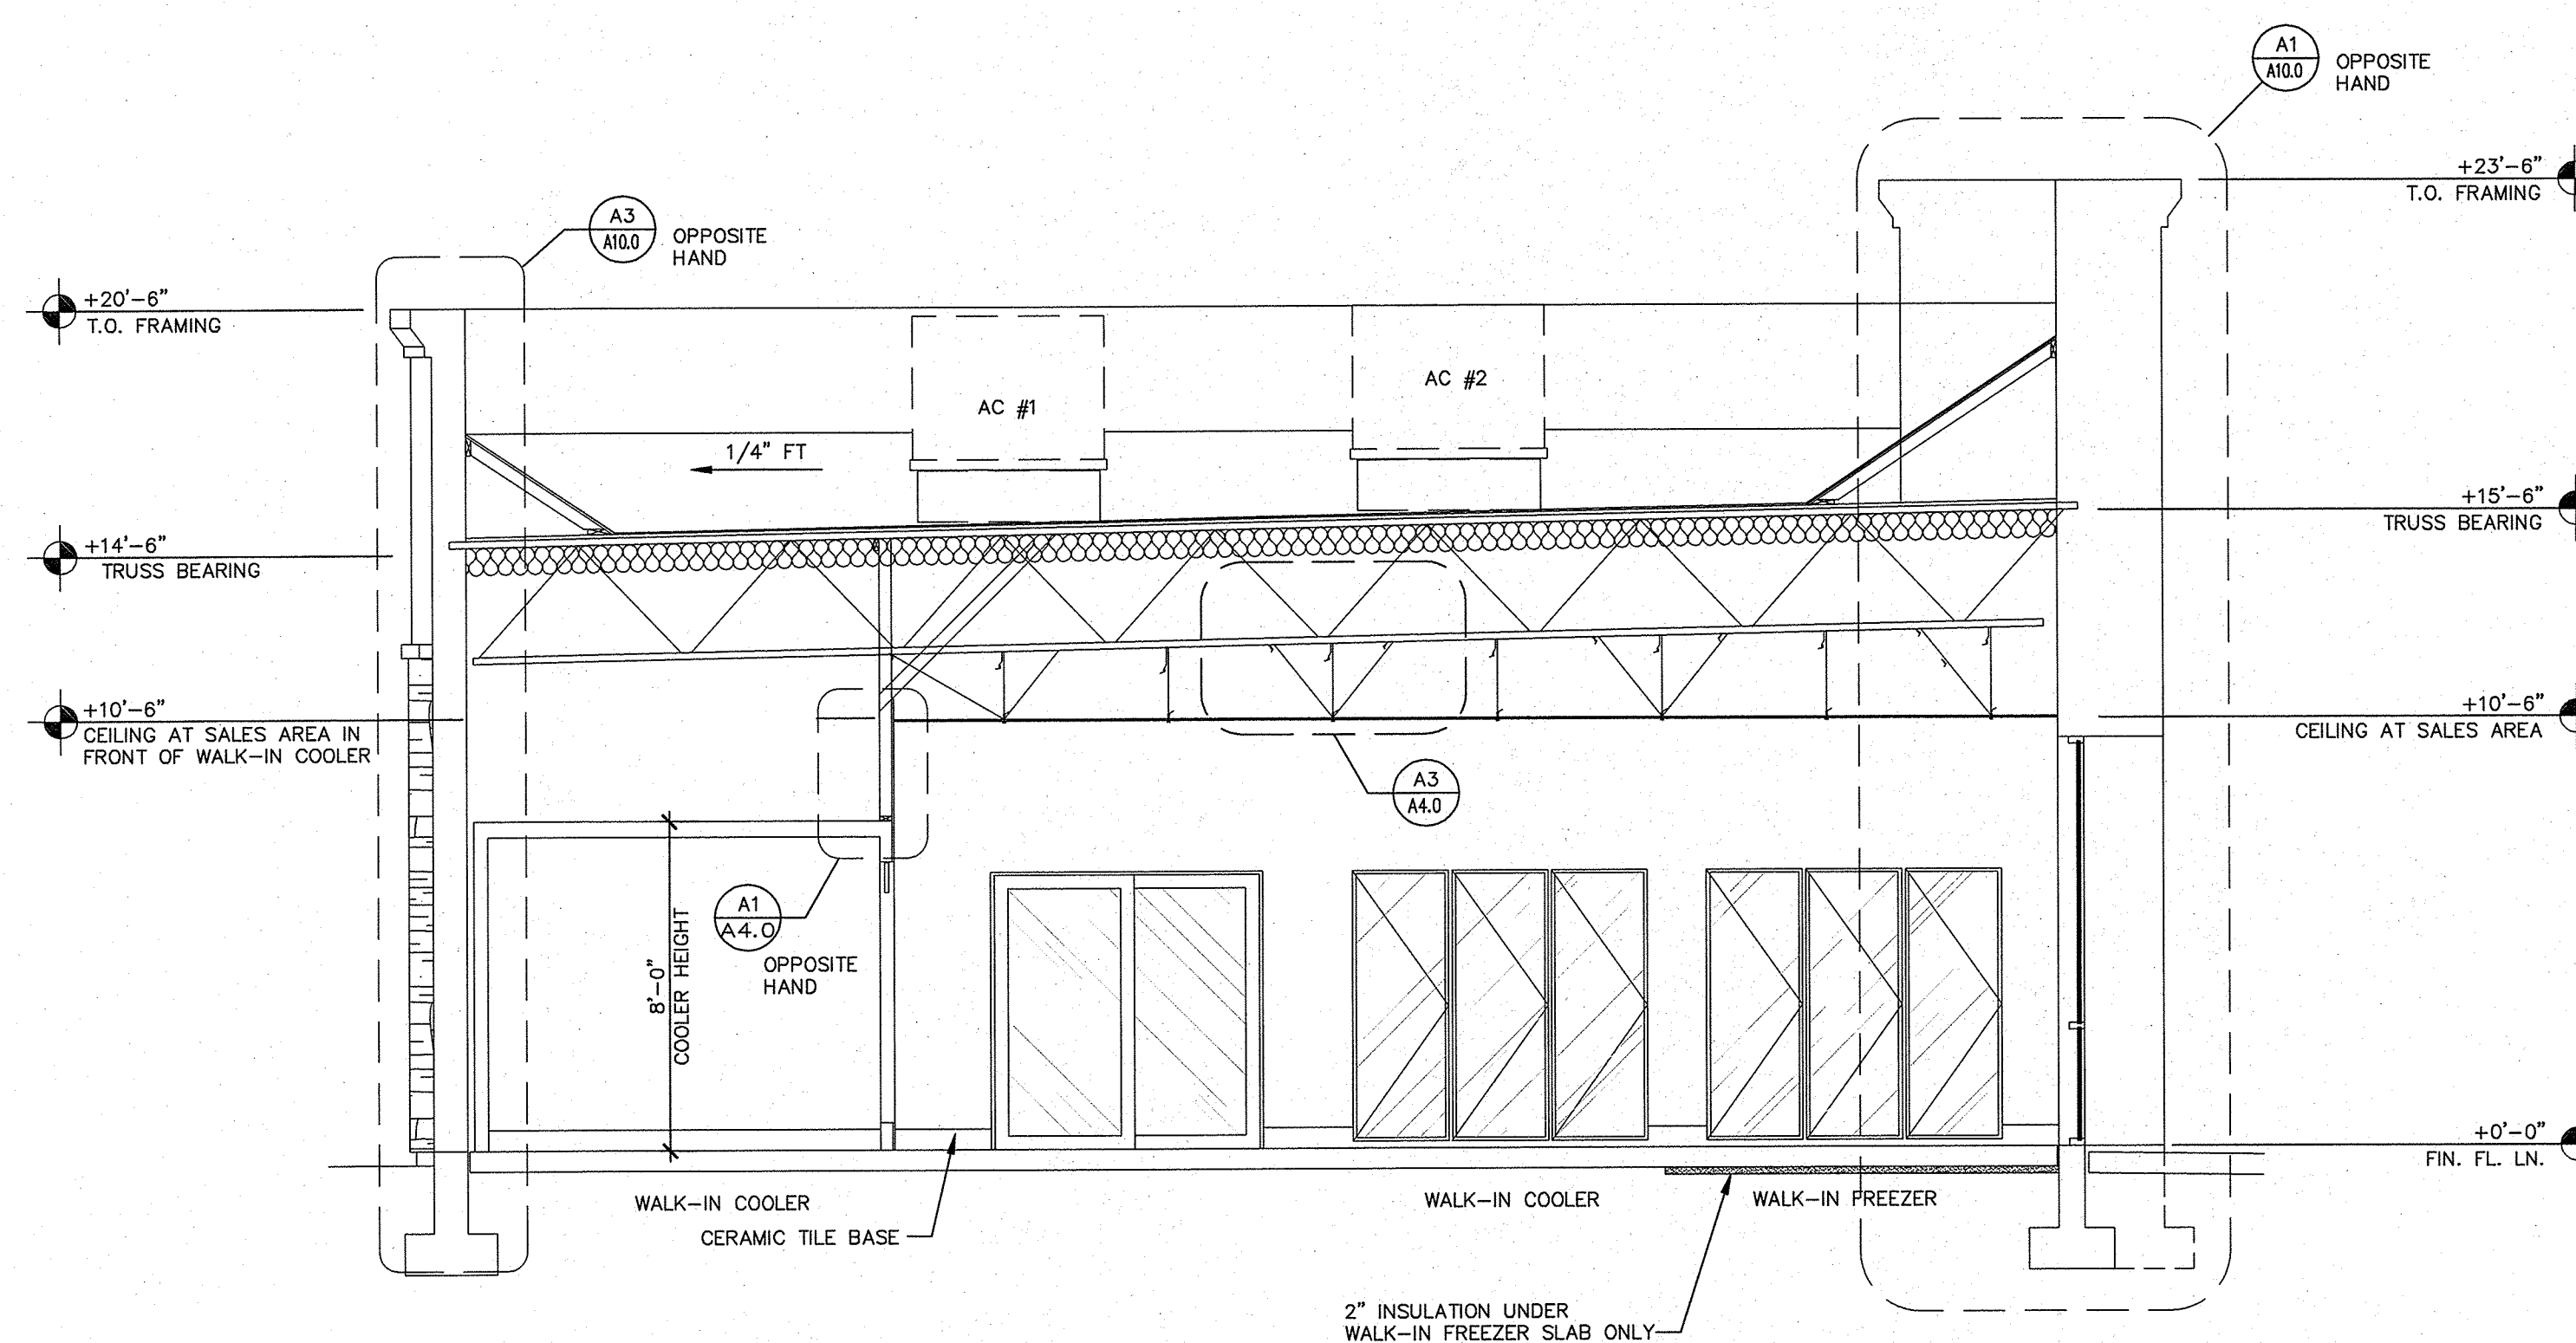 A1
A10.0
OPPOSITE
HAND
+23'-6"
T.O. FRAMING
A3
A10.0
OPPOSITE
HAND
+20'-6"
T.O. FRAMING
AC #1
AC #2
1/4" FT
+15'-6"
TRUSS BEARING
+14'-6"
TRUSS BEARING
+10'-6"
CEILING AT SALES AREA IN
FRONT OF WALK-IN COOLER
+10'-6"
CEILING AT SALES AREA
A3
A4.0
A1
A4.0
OPPOSITE
HAND
8'-0"
COOLER HEIGHT
+0'-0"
FIN. FL. LN.
WALK-IN COOLER
CERAMIC TILE BASE
WALK-IN COOLER
WALK-IN FREEZER
2" INSULATION UNDER
WALK-IN FREEZER SLAB ONLY